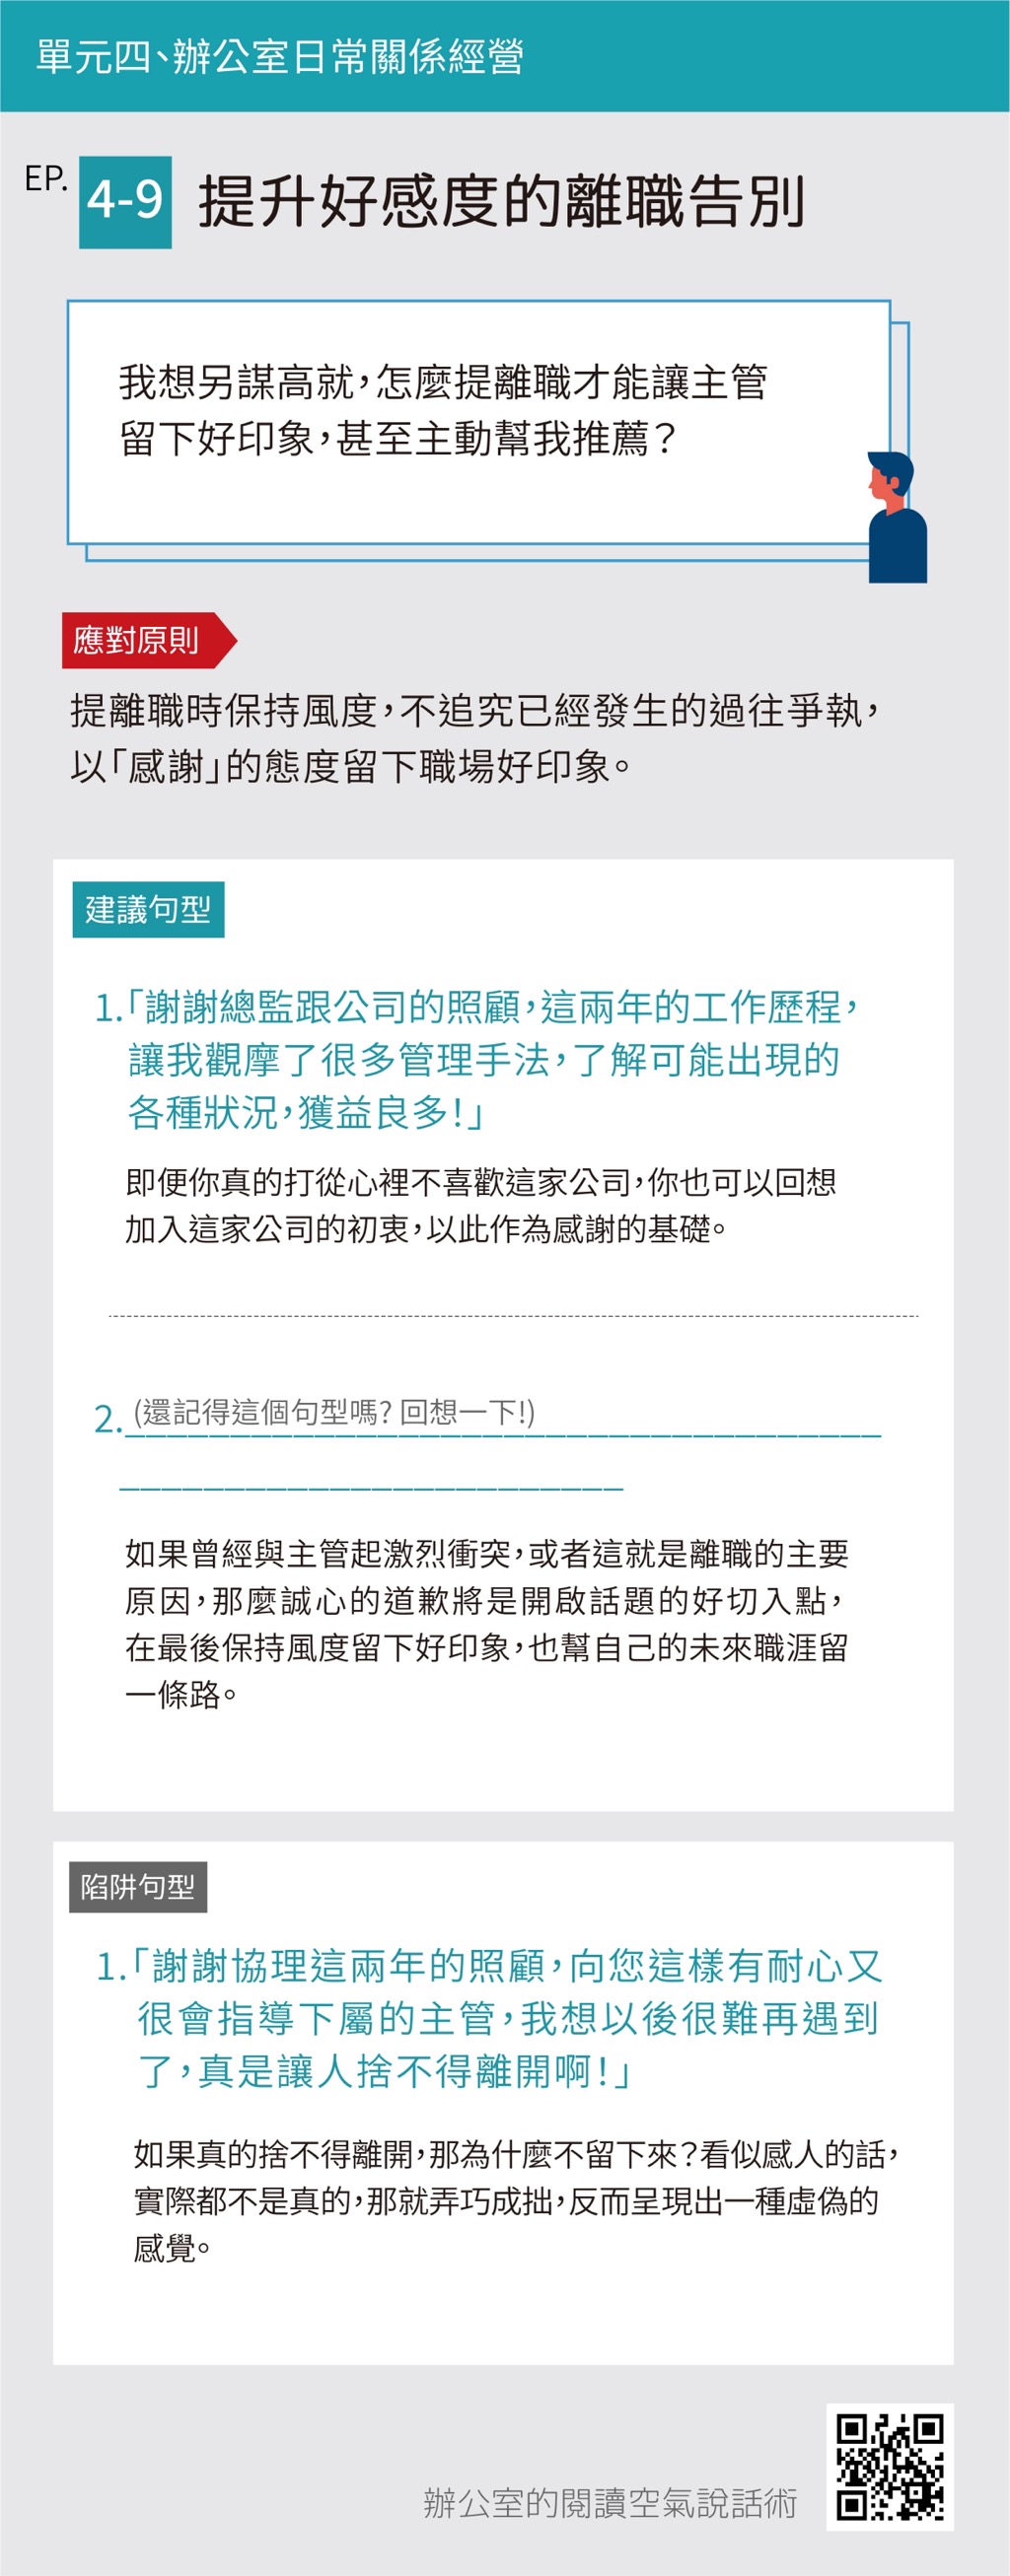 單元四、辦公室日常關係經營
EP. 4-9 提升好感度的離職告別
我想另謀高就，怎麼提離職才能讓主管
留下好印象，甚至主動幫我推薦？
應對原則
提離職時保持風度，不追究已經發生的過往爭執，
以「感謝」的態度留下職場好印象。
建議句型
1.「謝謝總監跟公司的照顧，這兩年的工作歷程，
讓我觀摩了很多管理手法，了解可能出現的
各種狀況，獲益良多！」
即便你真的打從心裡不喜歡這家公司，你也可以回想
加入這家公司的初衷，以此作為感謝的基礎。
2. (還記得這個句型嗎? 回想一下!)
如果曾經與主管起激烈衝突，或者這就是離職的主要
原因，那麼誠心的道歉將是開啟話題的好切入點，
在最後保持風度留下好印象，也幫自己的未來職涯留
一條路。
陷阱句型
1.「謝謝協理這兩年的照顧，向您這樣有耐心又
很會指導下屬的主管，我想以後很難再遇到
了，真是讓人捨不得離開啊！」
如果真的捨不得離開，那為什麼不留下來？看似感人的話，
實際都不是真的，那就弄巧成拙，反而呈現出一種虛偽的
感覺。
辦公室的閱讀空氣說話術